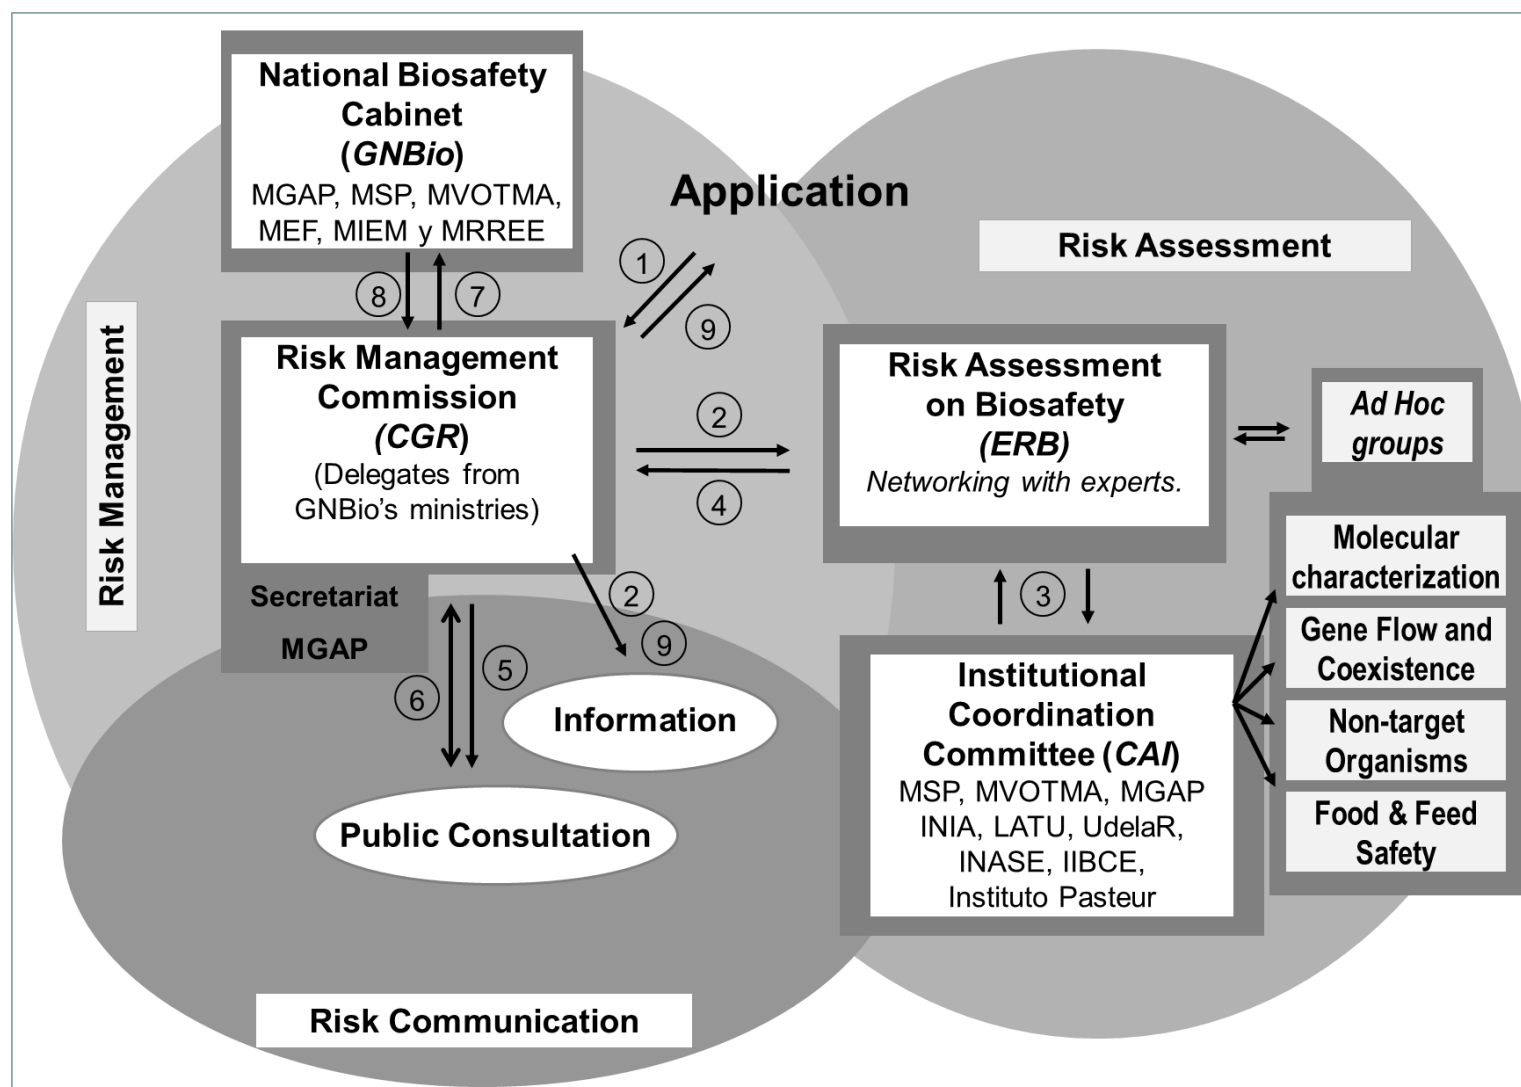 National Biosafety
Cabinet
(GNBio)
MGAP, MSP, MVOTMA,
MEF, MIEM y MRREE
Application
Risk Assessment
Risk Management
1
9
8
7
Risk Management
Commission
(CGR)
(Delegates from
GNBio's ministries)
Secretariat
MGAP
2
4
Risk Assessment
on Biosafety
(ERB)
Networking with experts.
Ad Hoc
groups
Molecular
characterization
Gene Flow and
Coexistence
Non-target
Organisms
Food & Feed
Safety
3
Institutional
Coordination
Committee (CAI)
MSP, MVOTMA, MGAP
INIA, LATU, UdelaR,
INASE, IIBCE,
Instituto Pasteur
2
9
5
6
Information
Public Consultation
Risk Communication